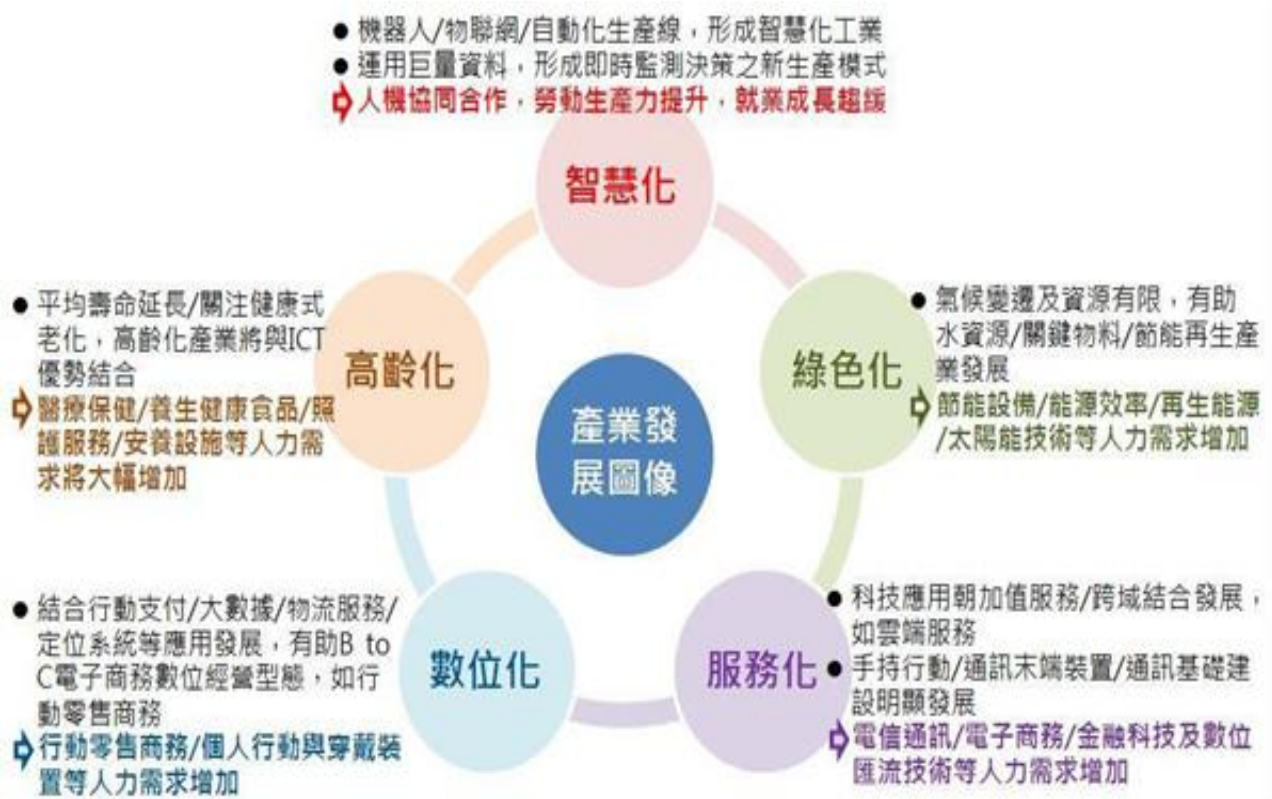 ● 機器人/物聯網/自動化生產線，形成智慧化工業
● 運用巨量資料，形成即時監測決策之新生產模式
⇨人機協同合作，勞動生產力提升，就業成長趨緩
智慧化
● 氣候變遷及資源有限，有助
水資源/關鍵物料/節能再生產
業發展
⇨節能設備/能源效率/再生能源
/太陽能技術等人力需求增加
綠色化
● 科技應用朝加值服務/跨域結合發展，
如雲端服務
● 手持行動/通訊末端裝置/通訊基礎建
設明顯發展
⇨電信通訊/電子商務/金融科技及數位
匯流技術等人力需求增加
服務化
● 結合行動支付/大數據/物流服務/
定位系統等應用發展，有助B to
C電子商務數位經營型態，如行
動零售商務
⇨行動零售商務/個人行動與穿戴裝
置等人力需求增加
數位化
● 平均壽命延長/關注健康式
老化，高齡化產業將與ICT
優勢結合
⇨醫療保健/養生健康食品/照
護服務/安養設施等人力需
求將大幅增加
高齡化
產業發
展圖像